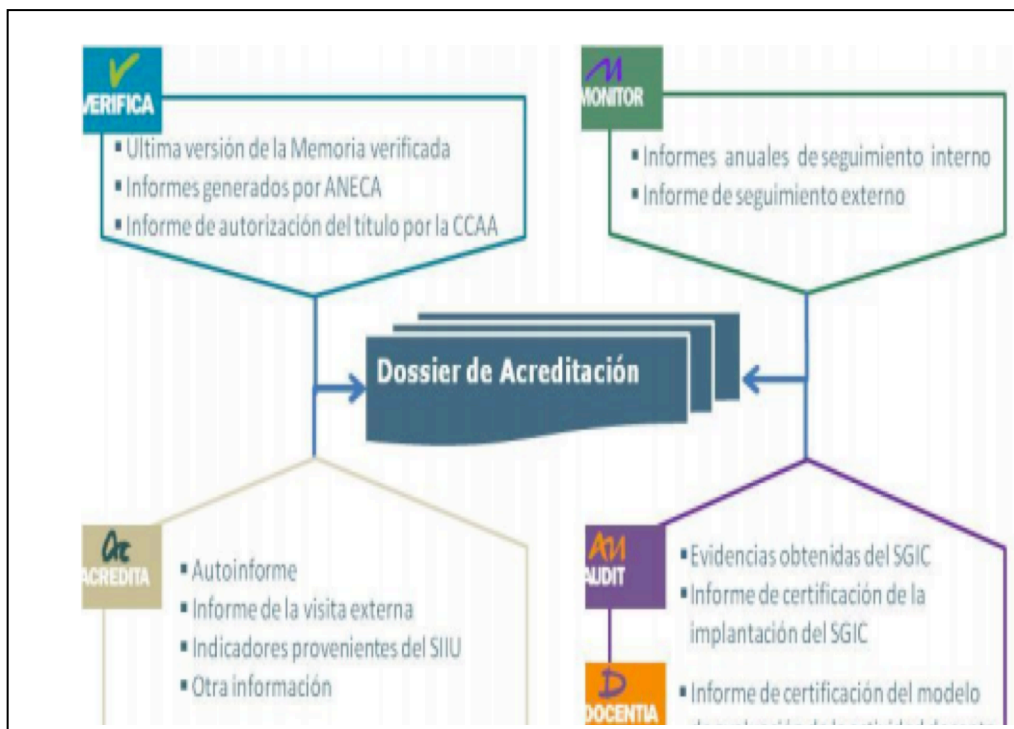 VERIFICA
▪ Ultima versión de la Memoria verificada
▪ Informes generados por ANECA
▪ Informe de autorización del título por la CCAA
MONITOR
▪ Informes anuales de seguimiento interno
▪ Informe de seguimiento externo
Dossier de Acreditación
ACREDITA
▪ Autoinforme
▪ Informe de la visita externa
▪ Indicadores provenientes del SIIU
▪ Otra información
AUDIT
▪ Evidencias obtenidas del SGIC
▪ Informe de certificación de la
implantación del SGIC
D
DOCENTIA
▪ Informe de certificación del modelo